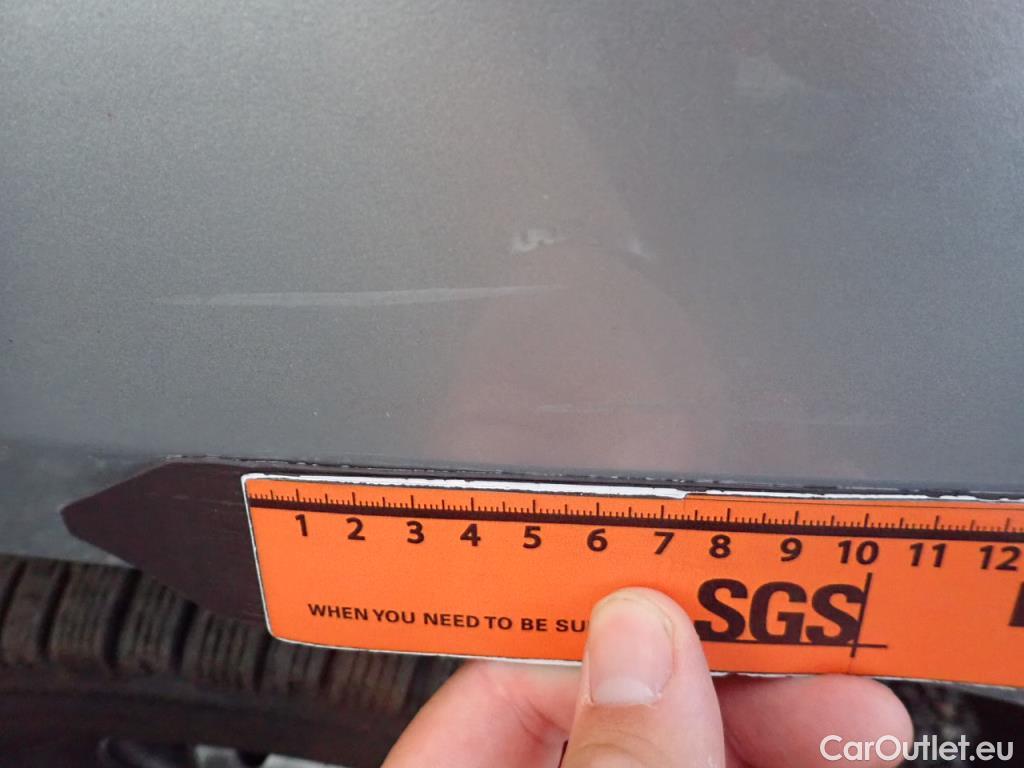 1 2 3 4 5 6 7 8 9 10 11 12
WHEN YOU NEED TO BE
SGS
CarOutlet.eu